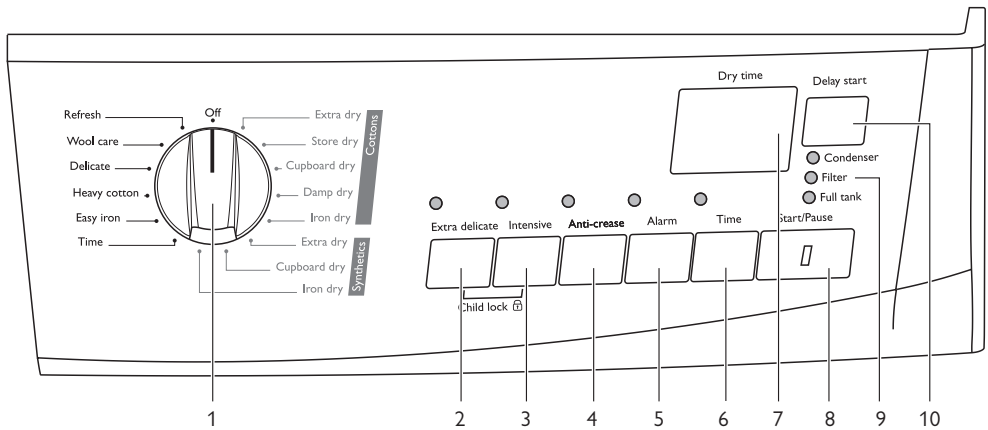 Dry time
Delay start
Off
Refresh
Wool care
Delicate
Heavy cotton
Easy iron
Time
Extra dry
Store dry
Cupboard dry
Damp dry
Iron dry
Cottons
Extra dry
Cupboard dry
Iron dry
Synthetics
Condenser
Filter
Full tank
Extra delicate
Intensive
Anti-crease
Alarm
Time
Start/Pause
Child lock
1 2 3 4 5 6 7 8 9 10